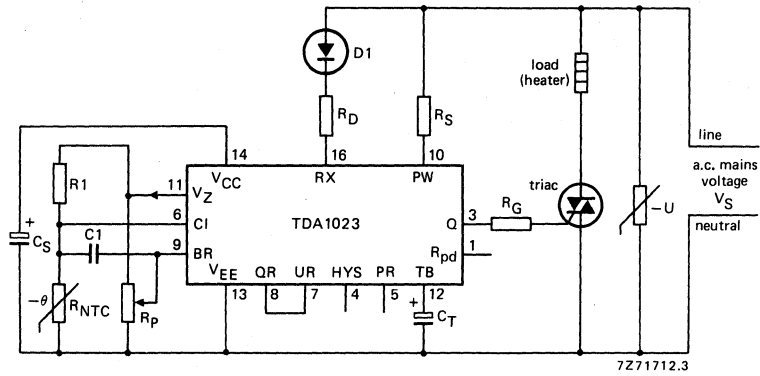 D1
load
(heater)
R_D
R_S
line
14
16
10
R1
11
V_CC
RX
PW
triac
a.c. mains
voltage
V_S
V_Z
6
CI
TDA1023
Q
3
R_G
-U
+
C_S
C1
9
BR
R_pd
1
neutral
V_EE
QR
UR
HYS
PR
TB
-θ
R_NTC
R_P
13
8
7
4
5
12
+
C_T
7Z71712.3